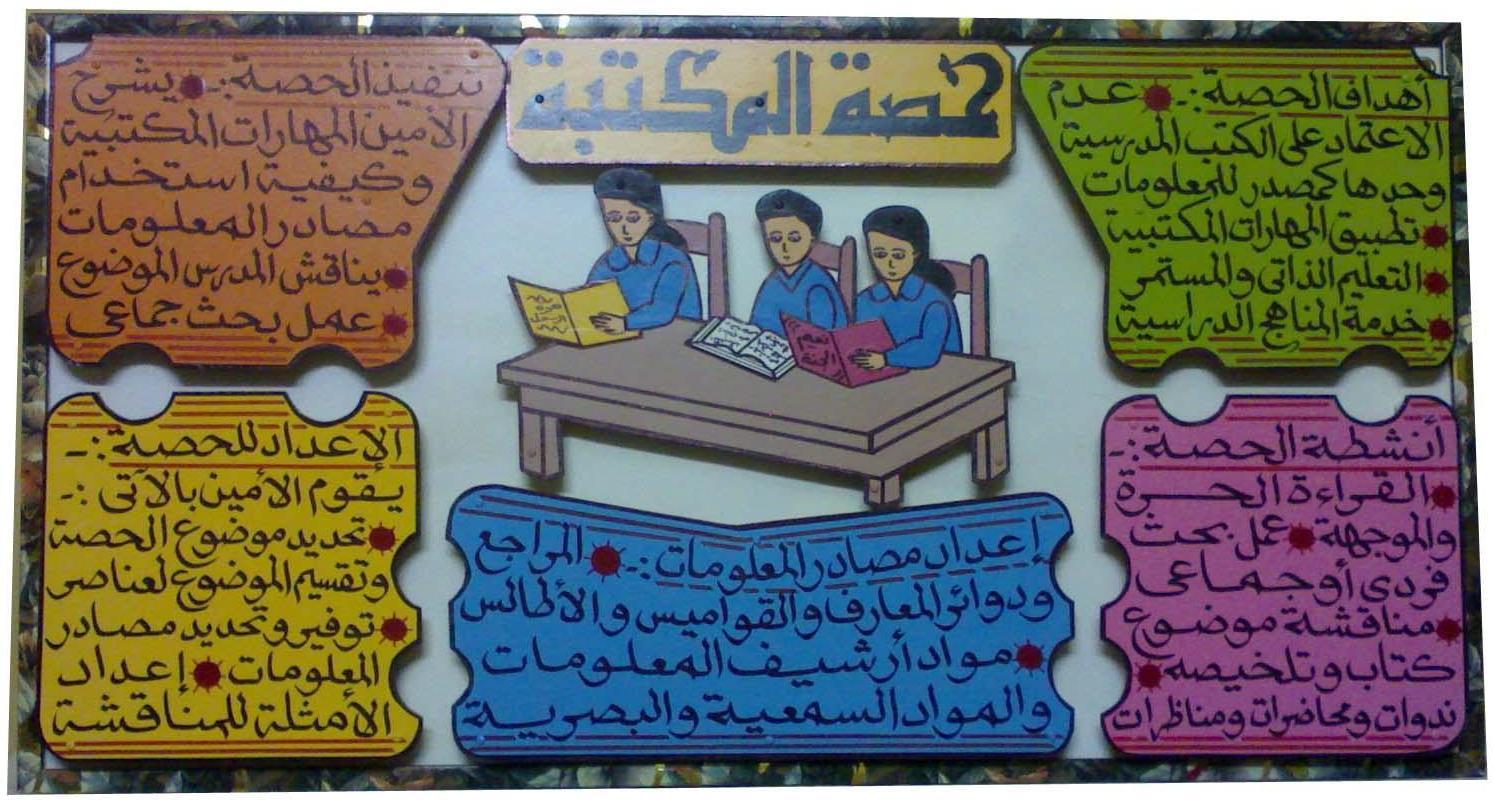 حصة المكتبة
أهداف الحصة :ـ عدم
الاعتماد على الكتب المدرسية
وحدها كمصدر للمعلومات
تطبيق المهارات المكتبية
التعليم الذاتى والمستمر
خدمة المناهج الدراسية
تنفيذ الحصة :ـ يشرح
الأمين المهارات المكتبية
وكيفية استخدام
مصادر المعلومات
يناقش المدرس الموضوع
عمل بحث جماعى
أنشطة الحصة :ـ
القراءة الحرة
والموجهة عمل بحث
فردى أو جماعى
مناقشة موضوع
كتاب وتلخيصه
ندوات ومحاضرات ومناظرات
إعداد مصادر المعلومات :ـ المراجع
ودوائر المعارف والقواميس والأطالس
مواد أرشيف المعلومات
والمواد السمعية والبصرية
الإعداد للحصة :ـ
يقوم الأمين بالآتى :ـ
تحديد موضوع الحصة
وتقسيم الموضوع لعناصر
توفير وتحديد مصادر
المعلومات إعداد
الأمثلة للمناقشة